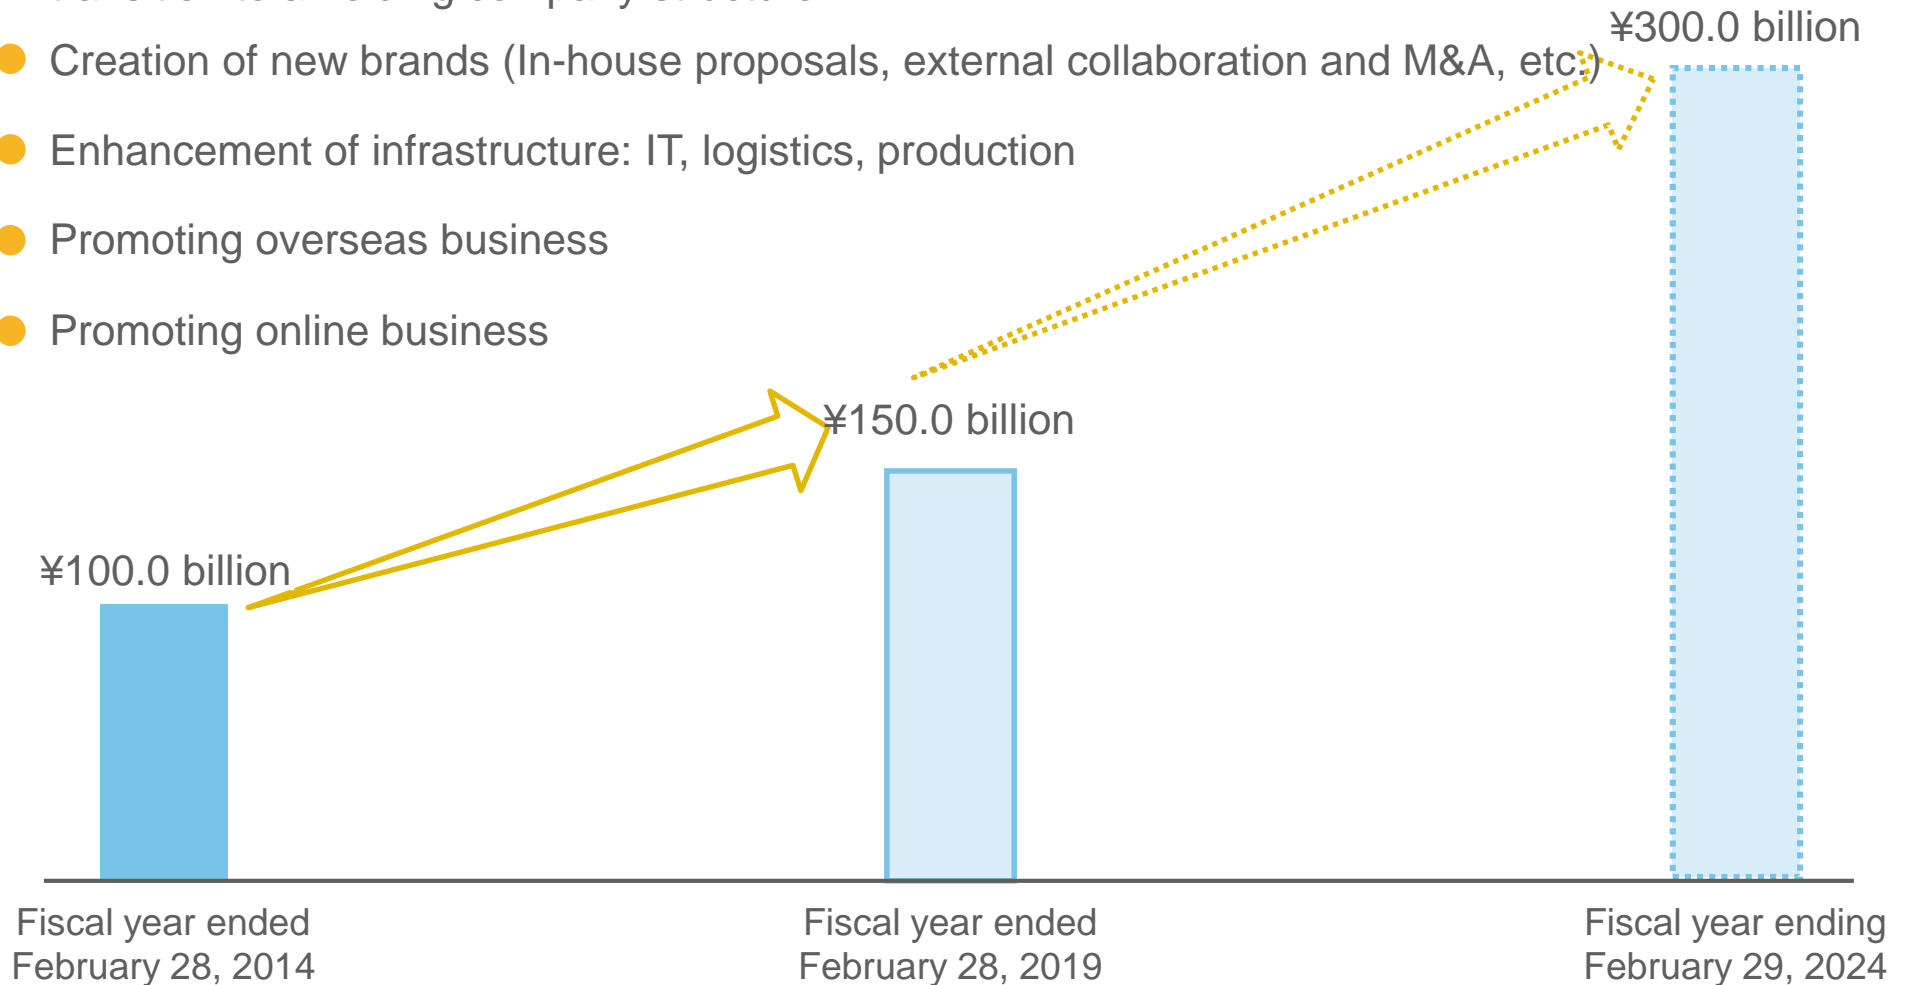 ¥300.0 billion
Creation of new brands (In-house proposals, external collaboration and M&A, etc.)
Enhancement of infrastructure: IT, logistics, production
Promoting overseas business
Promoting online business
¥150.0 billion
¥100.0 billion
Fiscal year ended
February 28, 2014
Fiscal year ended
February 28, 2019
Fiscal year ending
February 29, 2024